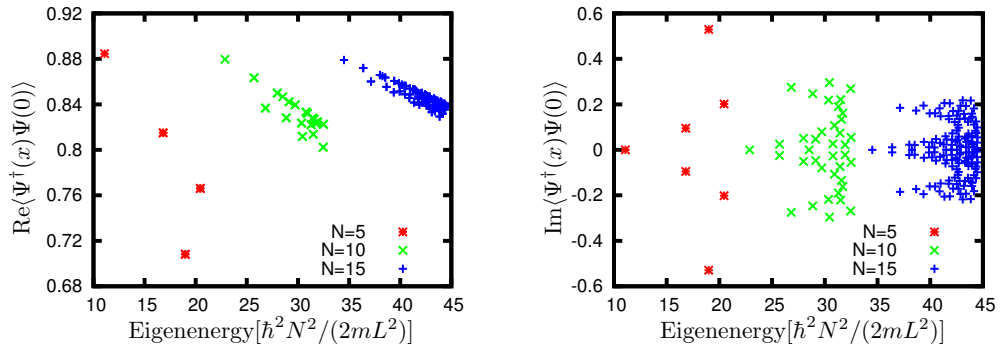 0.92
0.88
0.84
0.8
0.76
0.72
0.68
Re⟨Ψ†(x)Ψ(0)⟩
N=5
N=10
N=15
10 15 20 25 30 35 40 45
Eigenenergy[ħ²N²/(2mL²)]
0.6
0.4
0.2
0
-0.2
-0.4
-0.6
Im⟨Ψ†(x)Ψ(0)⟩
N=5
N=10
N=15
10 15 20 25 30 35 40 45
Eigenenergy[ħ²N²/(2mL²)]